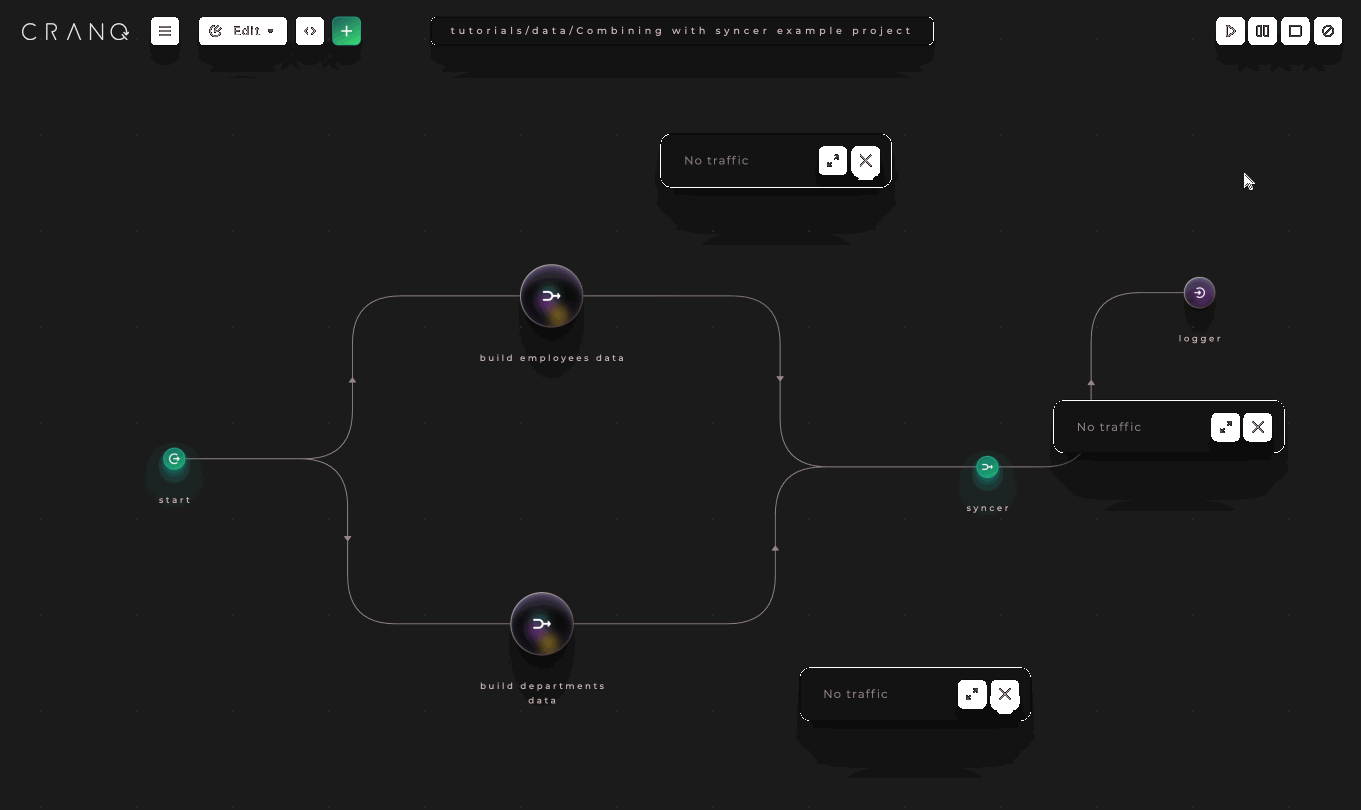 CRANQ
Edit
tutorials/data/Combining with syncer example project
No traffic
build employees data
logger
No traffic
start
syncer
build departments
data
No traffic